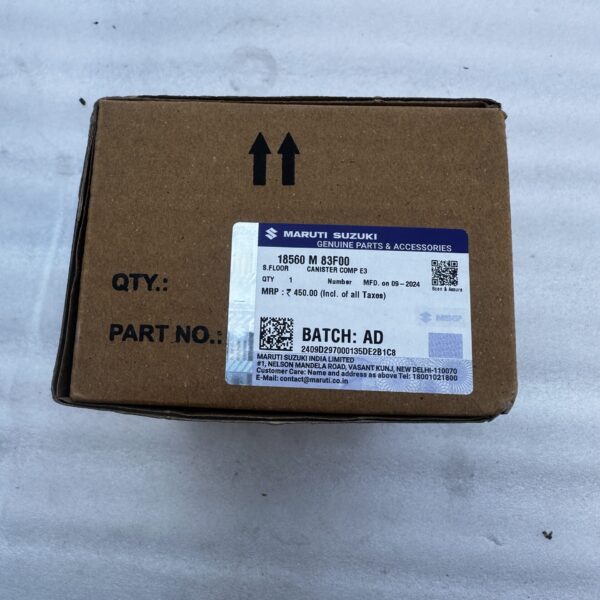 MARUTI SUZUKI
GENUINE PARTS & ACCESSORIES
18560 M 83F00
S.FLOOR CANISTER COMP E3
QTY 1 Number MFD. on 09-2024
MRP : ₹ 450.00 (Incl. of all Taxes)
Scan & Assure
QTY.:
PART NO.:
BATCH: AD
2409D297000135DE2B1C8
MARUTI SUZUKI INDIA LIMITED
#1, NELSON MANDELA ROAD, VASANT KUNJ, NEW DELHI-110070
Customer Care: Name and address as above Tel: 18001021800
E-Mail: contact@maruti.co.in